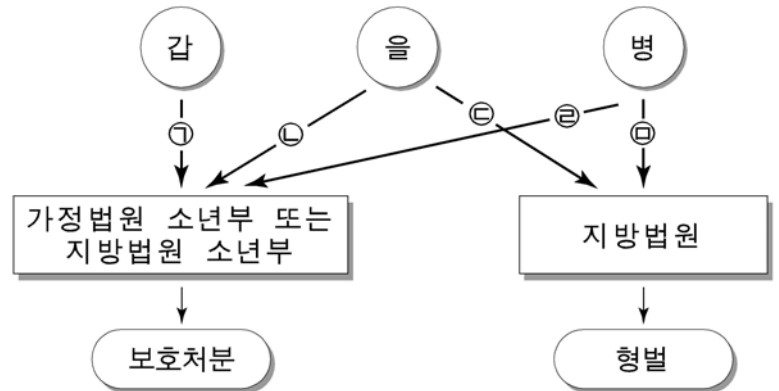 갑 을 병
㉠ ㉡ ㉢ ㉣ ㉤
가정법원 소년부 또는
지방법원 소년부
지방법원
보호처분
형벌